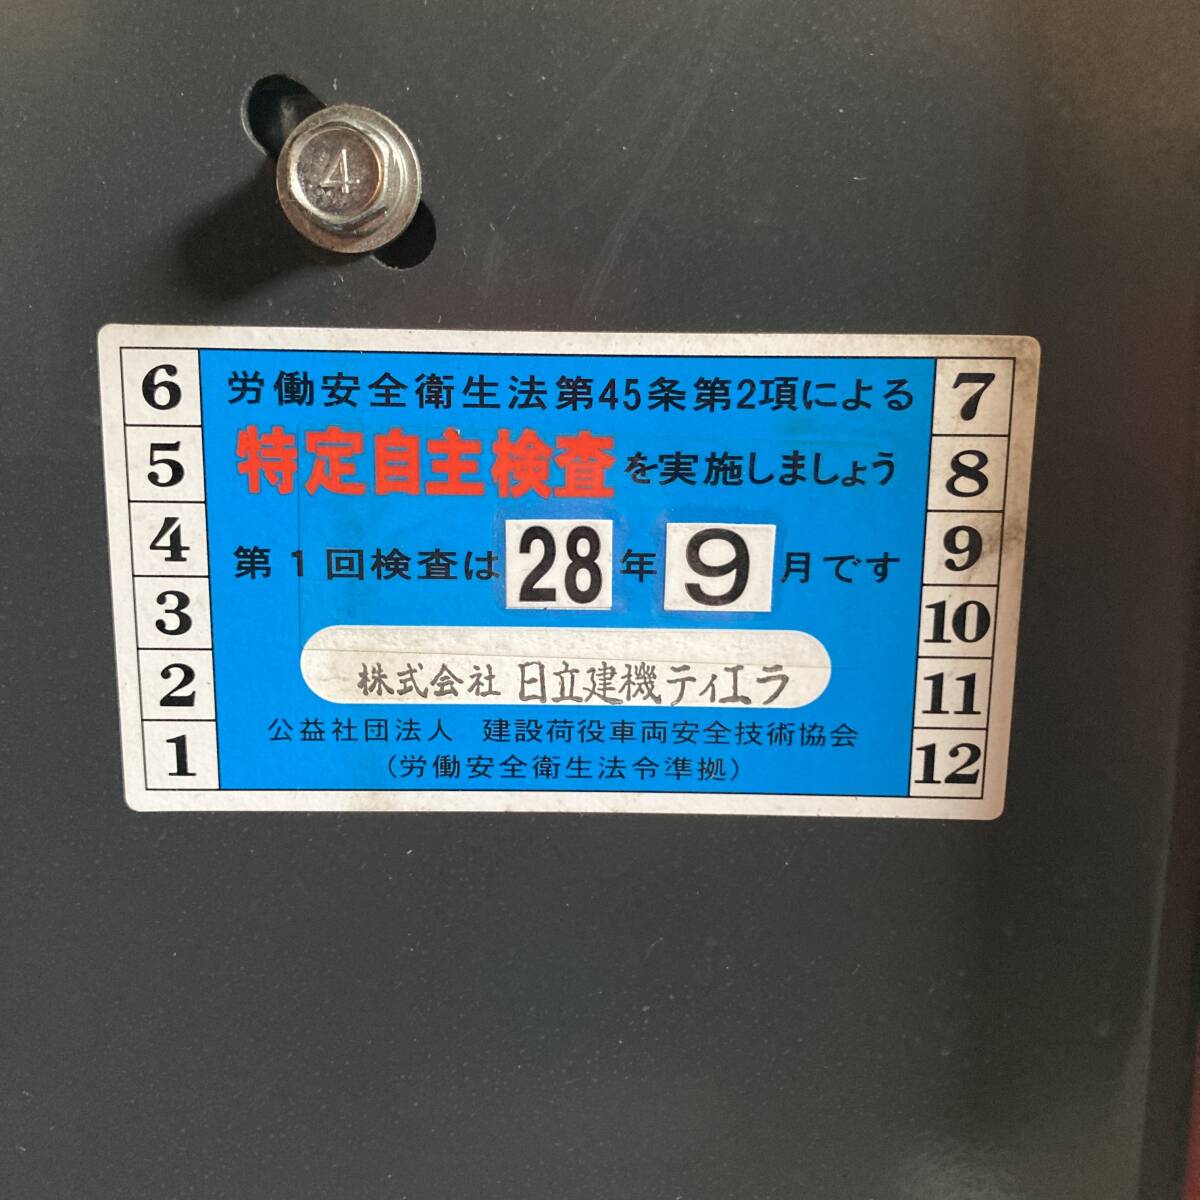 4
6
5
4
3
2
1
労働安全衛生法第45条第2項による
特定自主検査を実施しましょう
第1回検査は28年9月です
株式会社 日立建機ティエラ
公益社団法人 建設荷役車両安全技術協会
(労働安全衛生法令準拠)
7
8
9
10
11
12